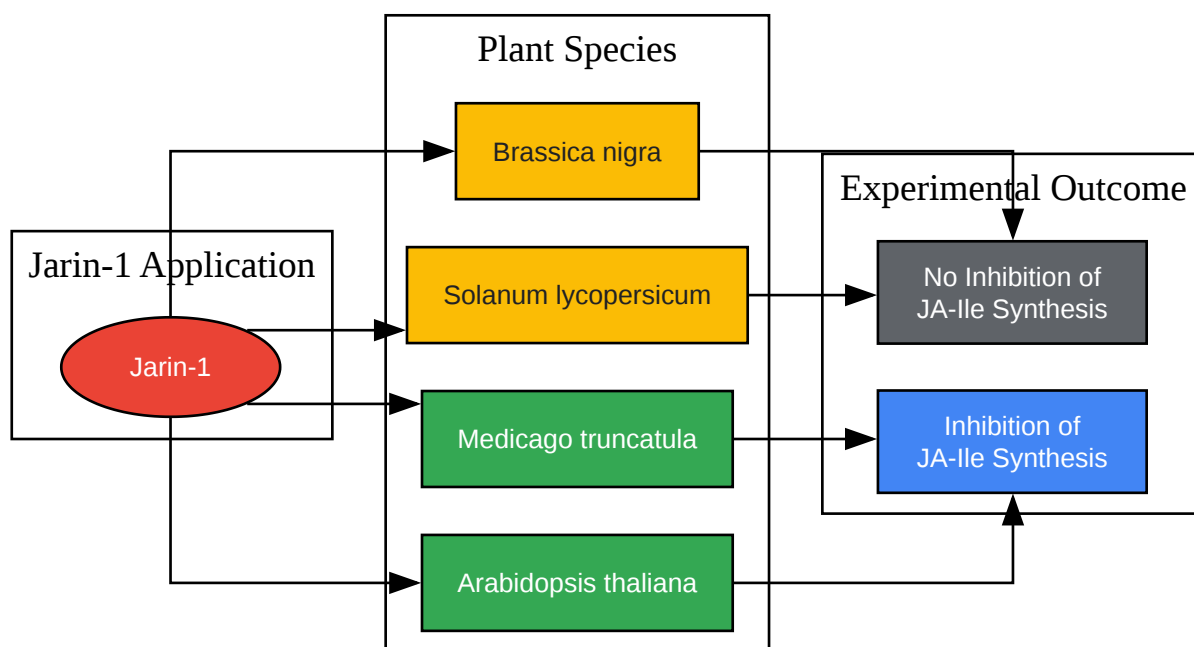 Jarin-1 Application
Jarin-1
Plant Species
Brassica nigra
Solanum lycopersicum
Medicago truncatula
Arabidopsis thaliana
Experimental Outcome
No Inhibition of
JA-Ile Synthesis
Inhibition of
JA-Ile Synthesis